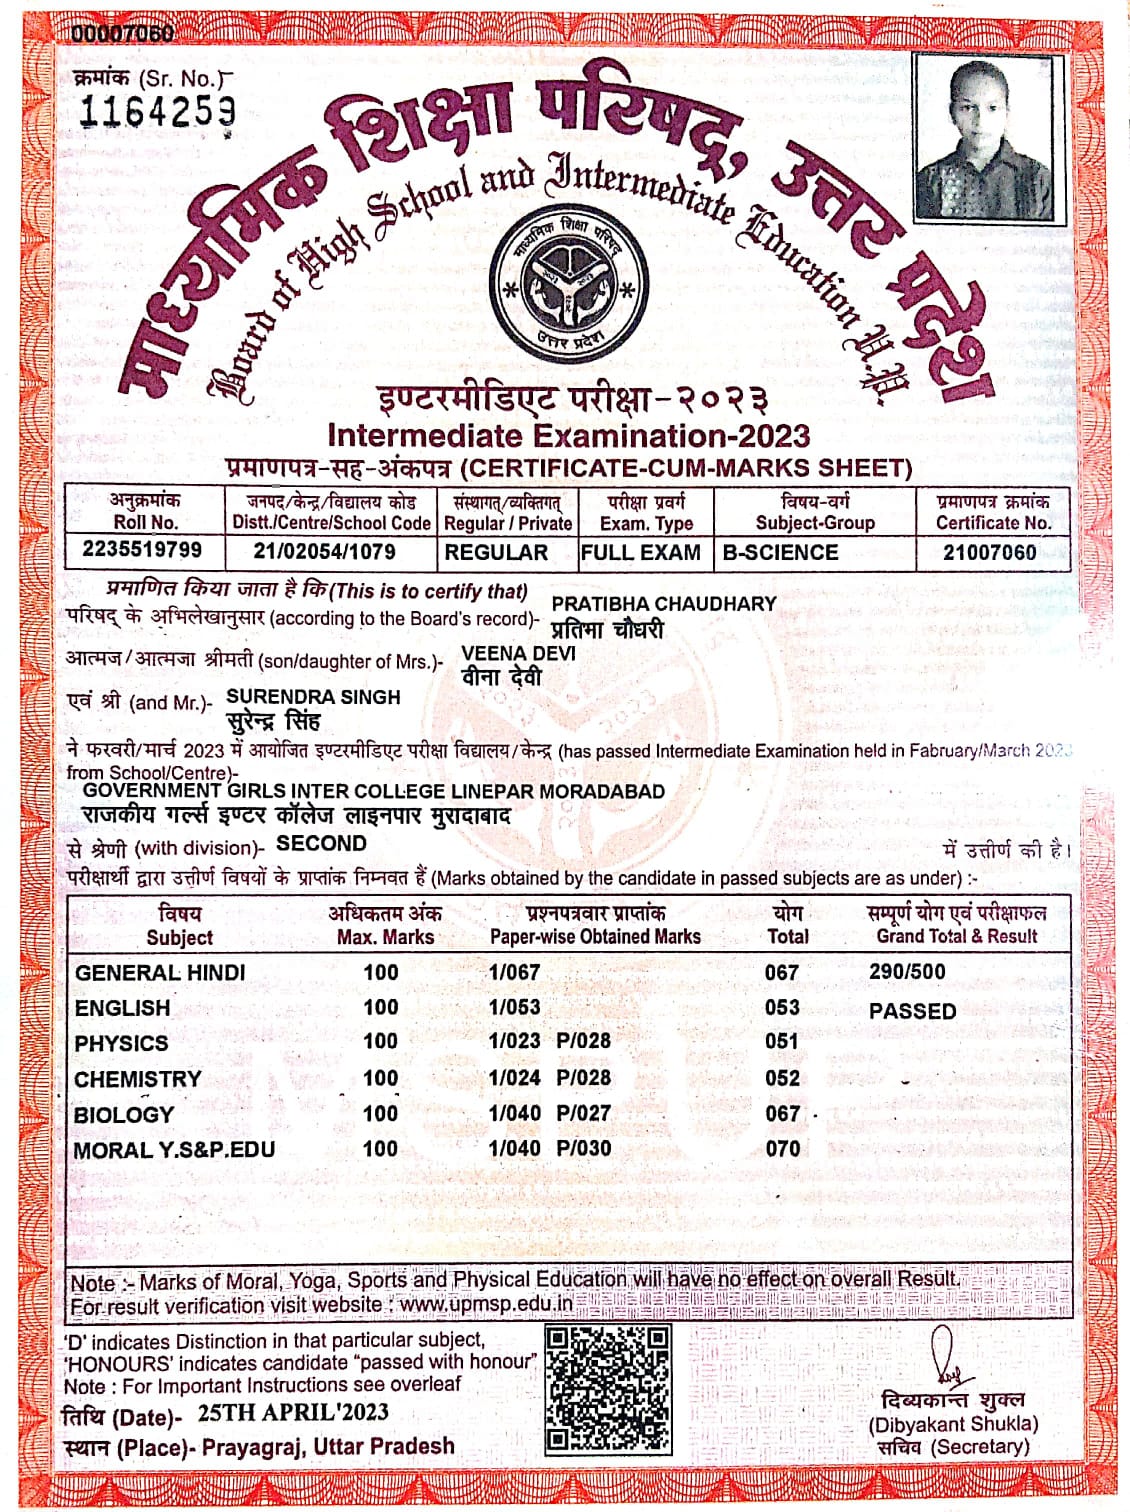 00007060
क्रमांक (Sr. No.)
1164259
माध्यमिक शिक्षा परिषद्, उत्तर प्रदेश
Board of High School and Intermediate Education U.P.
माध्यमिक शिक्षा परिषद्
उत्तर प्रदेश
इण्टरमीडिएट परीक्षा-२०२३
Intermediate Examination-2023
प्रमाणपत्र-सह-अंकपत्र (CERTIFICATE-CUM-MARKS SHEET)
अनुक्रमांक जनपद/केन्द्र/विद्यालय कोड संस्थागत/व्यक्तिगत परीक्षा प्रवर्ग विषय-वर्ग प्रमाणपत्र क्रमांक
Roll No. Distt./Centre/School Code Regular / Private Exam. Type Subject-Group Certificate No.
2235519799 21/02054/1079 REGULAR FULL EXAM B-SCIENCE 21007060
प्रमाणित किया जाता है कि (This is to certify that)
परिषद् के अभिलेखानुसार (according to the Board's record)- PRATIBHA CHAUDHARY
प्रतिभा चौधरी
आत्मज/आत्मजा श्रीमती (son/daughter of Mrs.)- VEENA DEVI
वीना देवी
एवं श्री (and Mr.)- SURENDRA SINGH
सुरेन्द्र सिंह
ने फरवरी/मार्च 2023 में आयोजित इण्टरमीडिएट परीक्षा विद्यालय/केन्द्र (has passed Intermediate Examination held in Fabruary/March 2023
from School/Centre)-
GOVERNMENT GIRLS INTER COLLEGE LINEPAR MORADABAD
राजकीय गर्ल्स इण्टर कॉलेज लाइनपार मुरादाबाद
से श्रेणी (with division)- SECOND में उत्तीर्ण की है।
परीक्षार्थी द्वारा उत्तीर्ण विषयों के प्राप्तांक निम्नवत हैं (Marks obtained by the candidate in passed subjects are as under) :-
विषय अधिकतम अंक प्रश्नपत्रवार प्राप्तांक योग सम्पूर्ण योग एवं परीक्षाफल
Subject Max. Marks Paper-wise Obtained Marks Total Grand Total & Result
GENERAL HINDI 100 1/067 067 290/500
ENGLISH 100 1/053 053 PASSED
PHYSICS 100 1/023 P/028 051
CHEMISTRY 100 1/024 P/028 052
BIOLOGY 100 1/040 P/027 067
MORAL Y.S&P.EDU 100 1/040 P/030 070
Note :- Marks of Moral, Yoga, Sports and Physical Education will have no effect on overall Result.
For result verification visit website : www.upmsp.edu.in
'D' indicates Distinction in that particular subject,
'HONOURS' indicates candidate "passed with honour"
Note : For Important Instructions see overleaf
तिथि (Date)- 25TH APRIL'2023
स्थान (Place)- Prayagraj, Uttar Pradesh
दिव्यकान्त शुक्ल
(Dibyakant Shukla)
सचिव (Secretary)